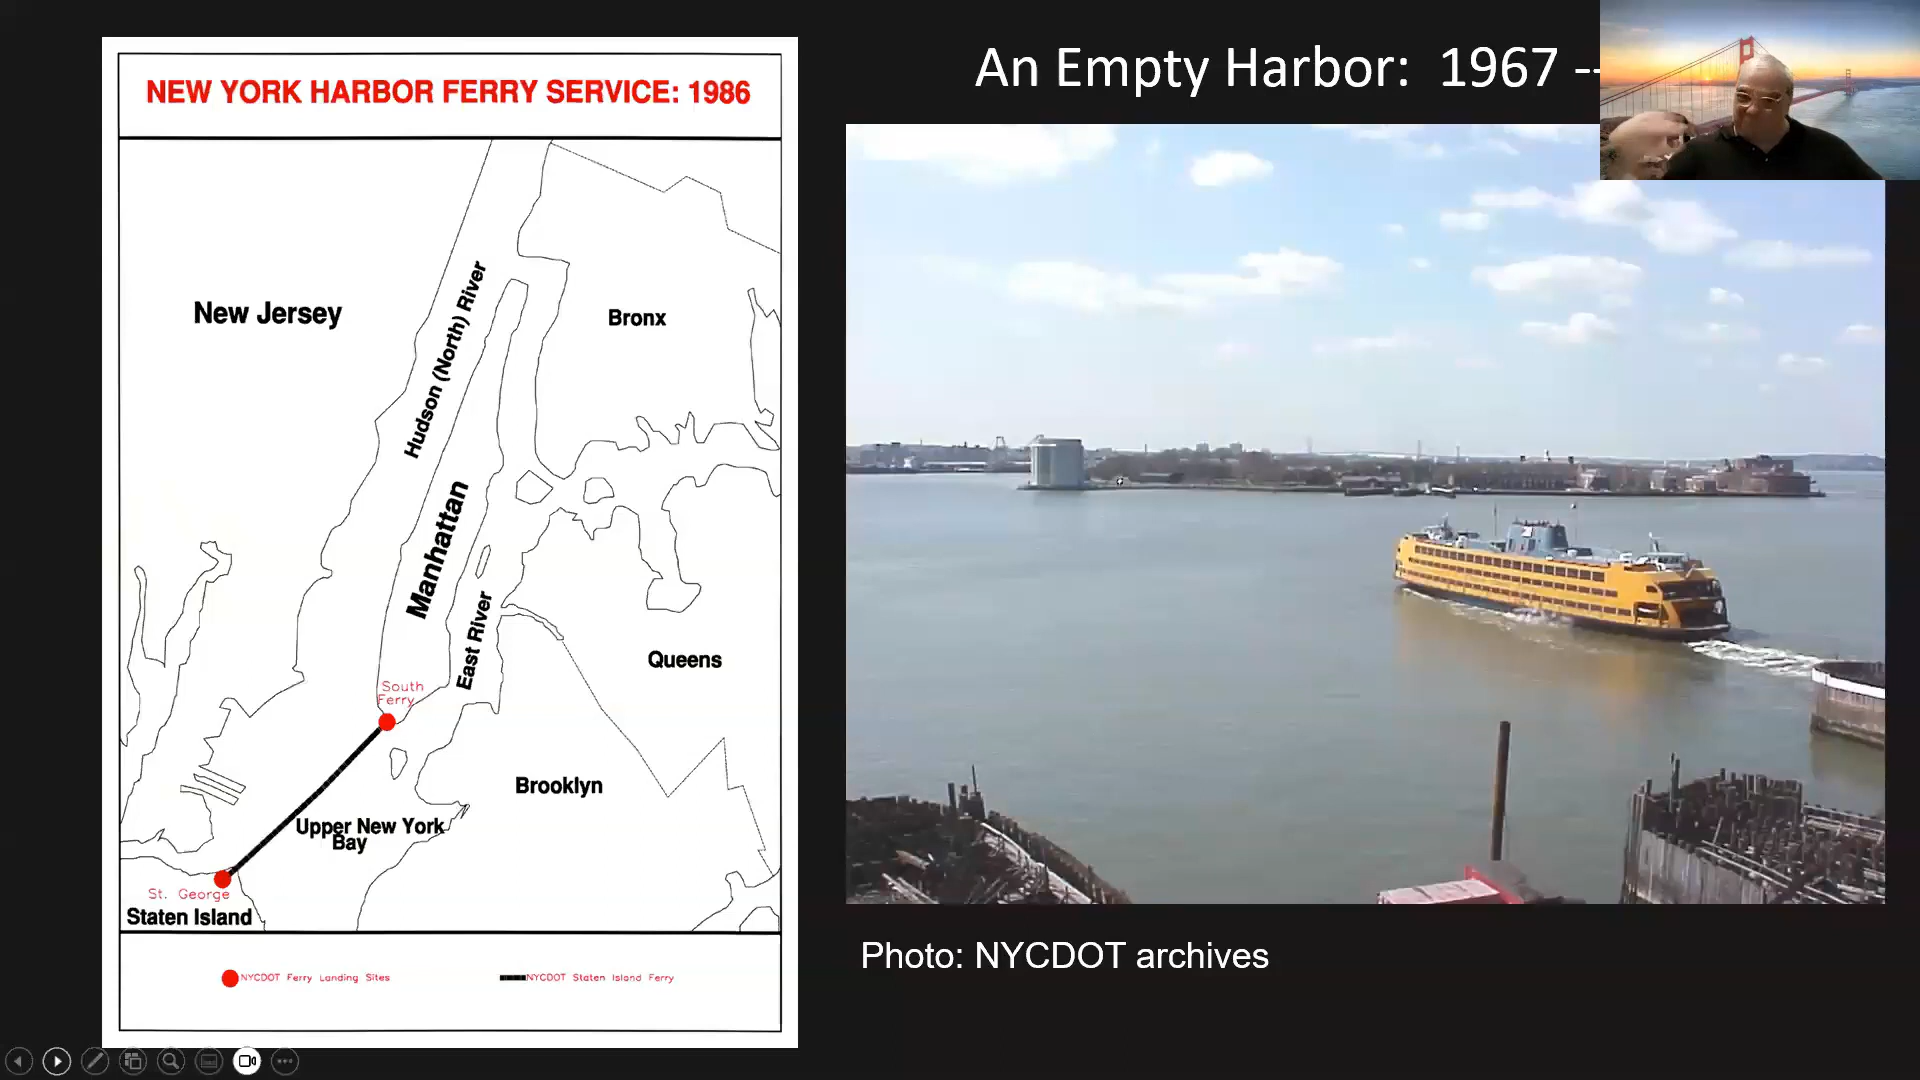 An Empty Harbor: 1967 --
NEW YORK HARBOR FERRY SERVICE: 1986
New Jersey
Hudson (North) River
Bronx
Manhattan
East River
Queens
South
Ferry
Brooklyn
Upper New York
Bay
St. George
Staten Island
NYCDOT Ferry Landing Sites
NYCDOT Staten Island Ferry
Photo: NYCDOT archives